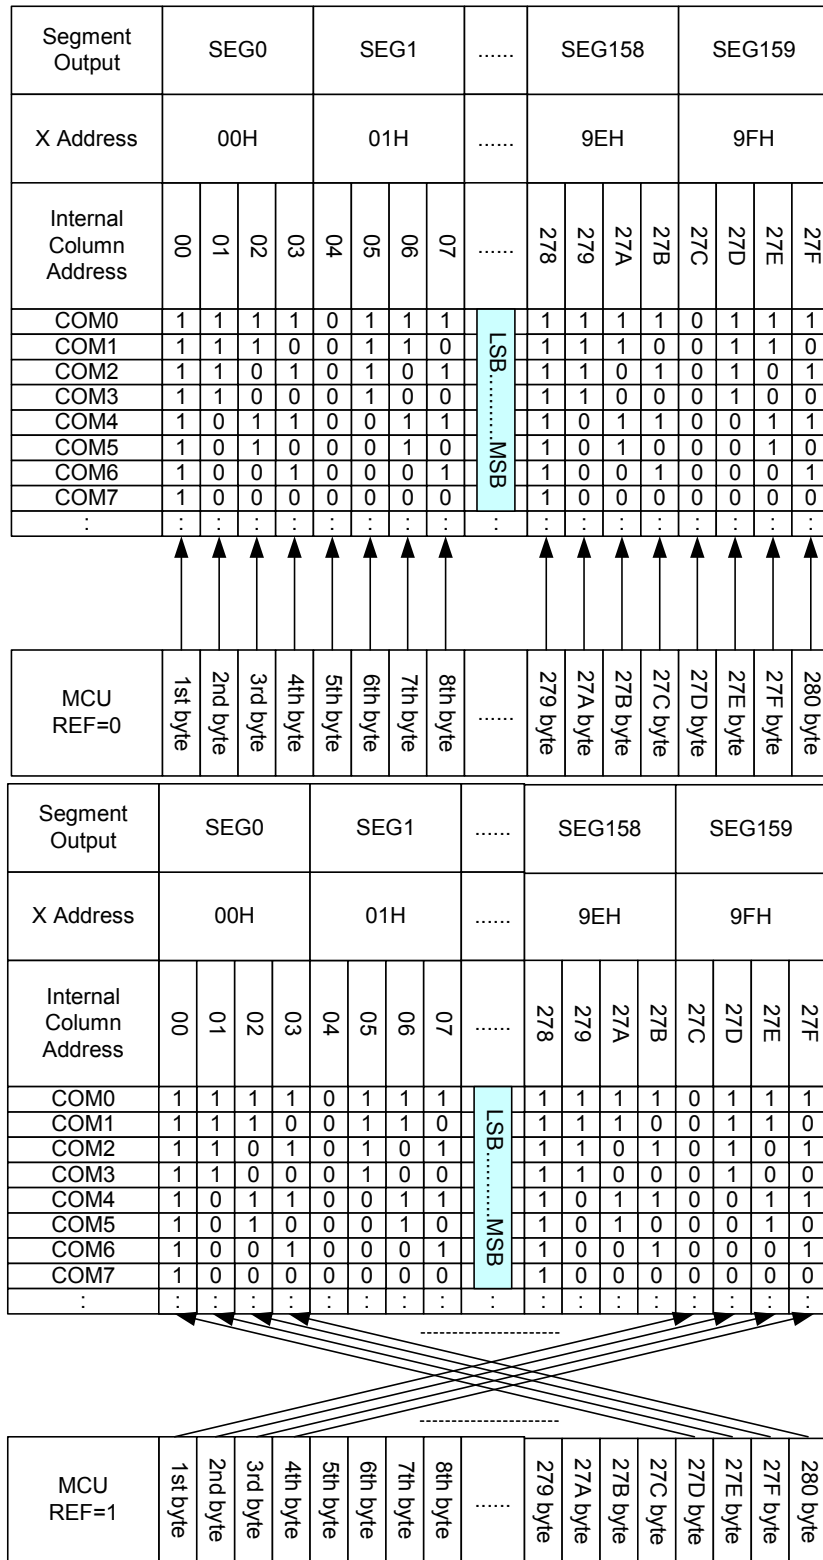 Segment Output SEG0 SEG1 ...... SEG158 SEG159
X Address 00H 01H ...... 9EH 9FH
Internal Column Address 00 01 02 03 04 05 06 07 ...... 278 279 27A 27B 27C 27D 27E 27F
COM0 1 1 1 1 0 1 1 1 1 1 1 1 0 1 1 1
COM1 1 1 1 0 0 1 1 0 1 1 1 0 0 1 1 0
COM2 1 1 0 1 0 1 0 1 1 1 0 1 0 1 0 1
COM3 1 1 0 0 0 1 0 0 1 1 0 0 0 1 0 0
COM4 1 0 1 1 0 0 1 1 1 0 1 1 0 0 1 1
COM5 1 0 1 0 0 0 1 0 1 0 1 0 0 0 1 0
COM6 1 0 0 1 0 0 0 1 1 0 0 1 0 0 0 1
COM7 1 0 0 0 0 0 0 0 1 0 0 0 0 0 0 0
LSB............MSB
: : : : : : : : : : : : : : : : : :
MCU REF=0 1st byte 2nd byte 3rd byte 4th byte 5th byte 6th byte 7th byte 8th byte ...... 279 byte 27A byte 27B byte 27C byte 27D byte 27E byte 27F byte 280 byte
Segment Output SEG0 SEG1 ...... SEG158 SEG159
X Address 00H 01H ...... 9EH 9FH
Internal Column Address 00 01 02 03 04 05 06 07 ...... 278 279 27A 27B 27C 27D 27E 27F
COM0 1 1 1 1 0 1 1 1 1 1 1 1 0 1 1 1
COM1 1 1 1 0 0 1 1 0 1 1 1 0 0 1 1 0
COM2 1 1 0 1 0 1 0 1 1 1 0 1 0 1 0 1
COM3 1 1 0 0 0 1 0 0 1 1 0 0 0 1 0 0
COM4 1 0 1 1 0 0 1 1 1 0 1 1 0 0 1 1
COM5 1 0 1 0 0 0 1 0 1 0 1 0 0 0 1 0
COM6 1 0 0 1 0 0 0 1 1 0 0 1 0 0 0 1
COM7 1 0 0 0 0 0 0 0 1 0 0 0 0 0 0 0
LSB............MSB
: : : : : : : : : : : : : : : : : :
MCU REF=1 1st byte 2nd byte 3rd byte 4th byte 5th byte 6th byte 7th byte 8th byte ...... 279 byte 27A byte 27B byte 27C byte 27D byte 27E byte 27F byte 280 byte